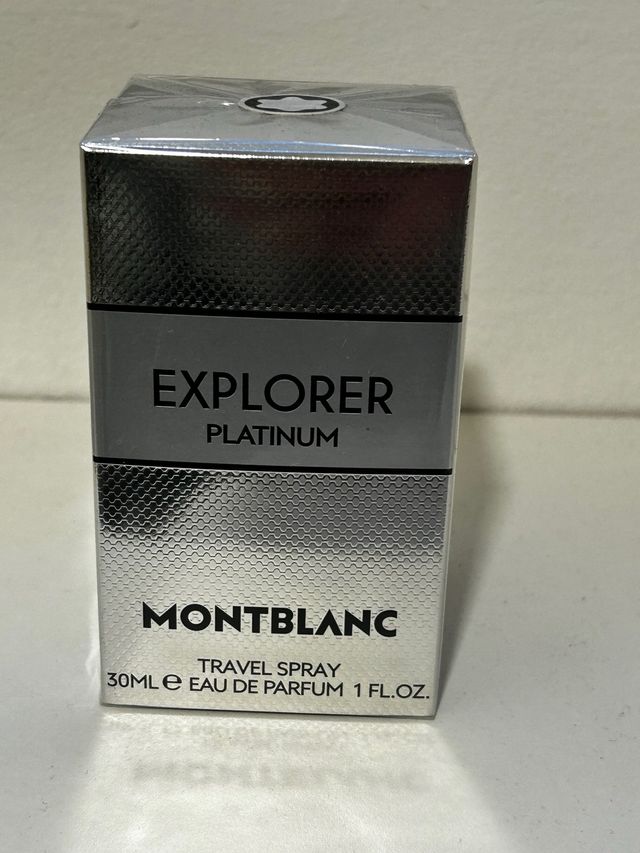 EXPLORER
PLATINUM
MONTBLANC
TRAVEL SPRAY
30ML e EAU DE PARFUM 1 FL.OZ.